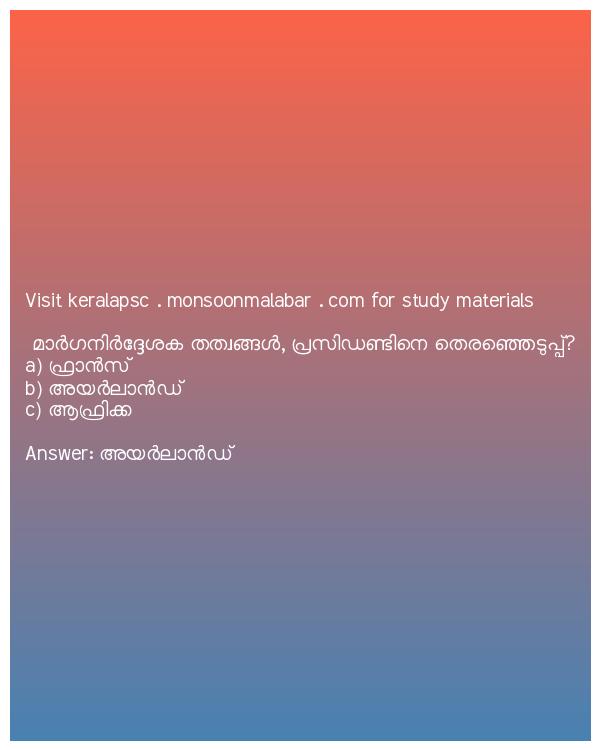 Visit keralapsc . monsoonmalabar . com for study materials
മാർഗനിർദ്ദേശക തത്വങ്ങൾ, പ്രസിഡണ്ടിനെ തെരഞ്ഞെടുപ്പ്?
a) ഫ്രാൻസ്
b) അയർലാൻഡ്
c) ആഫ്രിക്ക
Answer: അയർലാൻഡ്